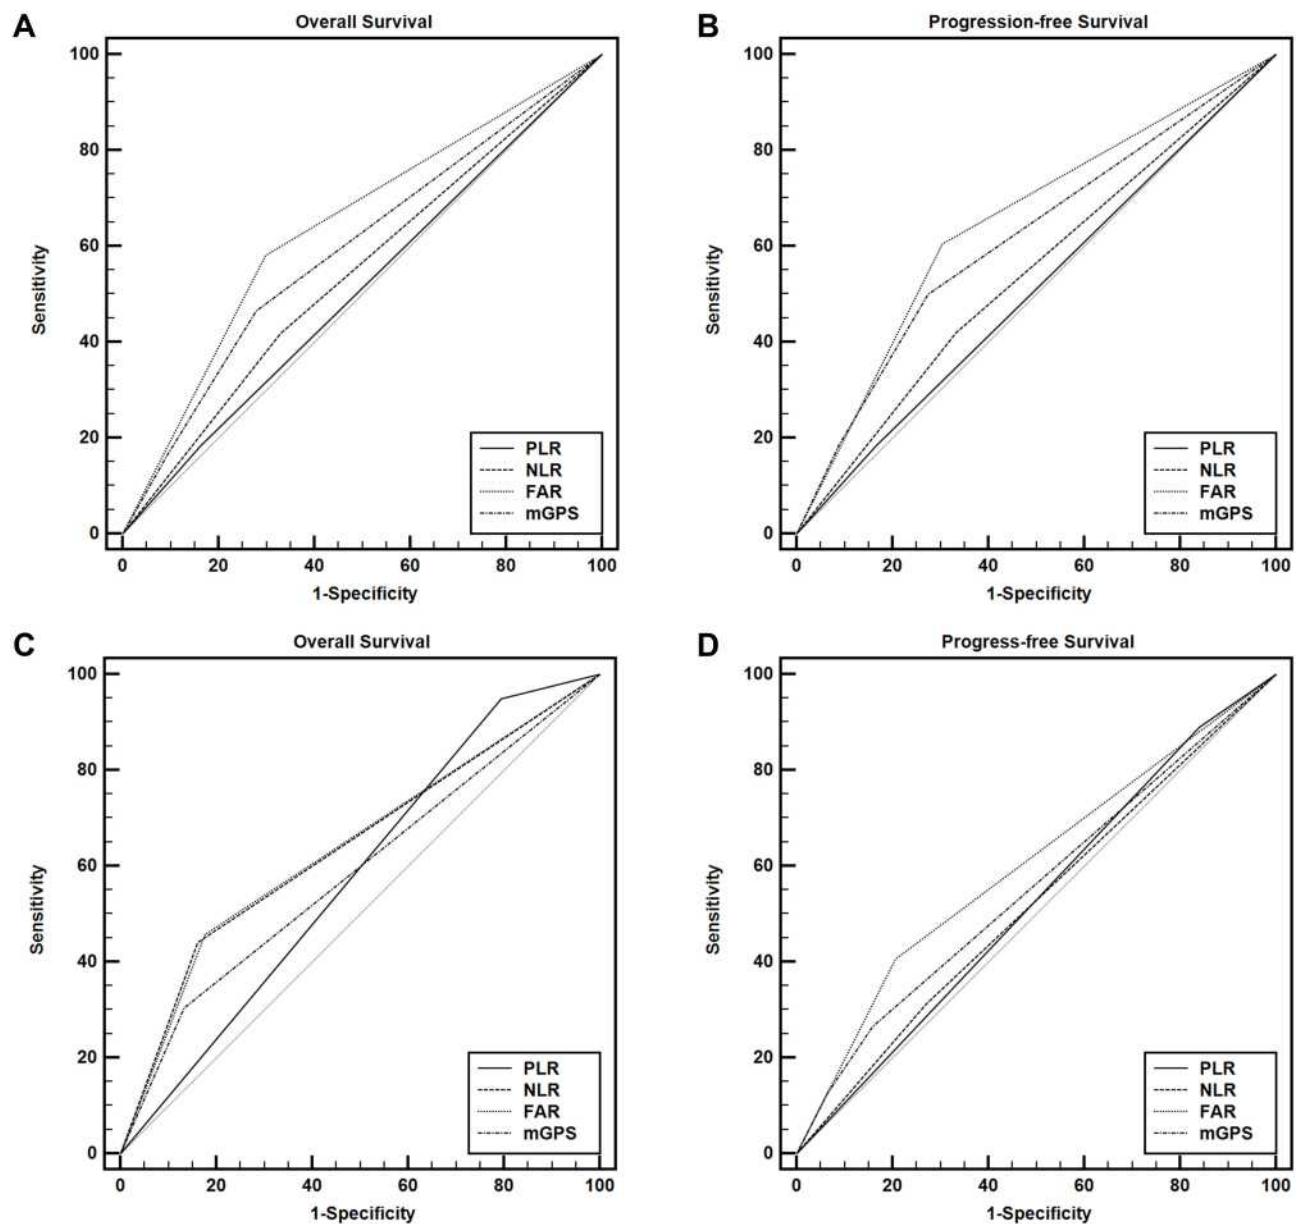 A
Overall Survival
100
80
60
40
20
0
Sensitivity
0 20 40 60 80 100
1-Specificity
PLR
NLR
FAR
mGPS
B
Progression-free Survival
100
80
60
40
20
0
Sensitivity
0 20 40 60 80 100
1-Specificity
PLR
NLR
FAR
mGPS
C
Overall Survival
100
80
60
40
20
0
Sensitivity
0 20 40 60 80 100
1-Specificity
PLR
NLR
FAR
mGPS
D
Progress-free Survival
100
80
60
40
20
0
Sensitivity
0 20 40 60 80 100
1-Specificity
PLR
NLR
FAR
mGPS